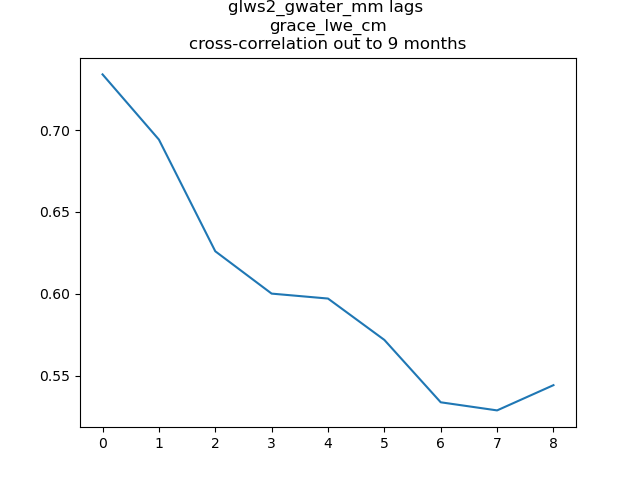 glws2_gwater_mm lags
grace_lwe_cm
cross-correlation out to 9 months
0.70
0.65
0.60
0.55
0 1 2 3 4 5 6 7 8